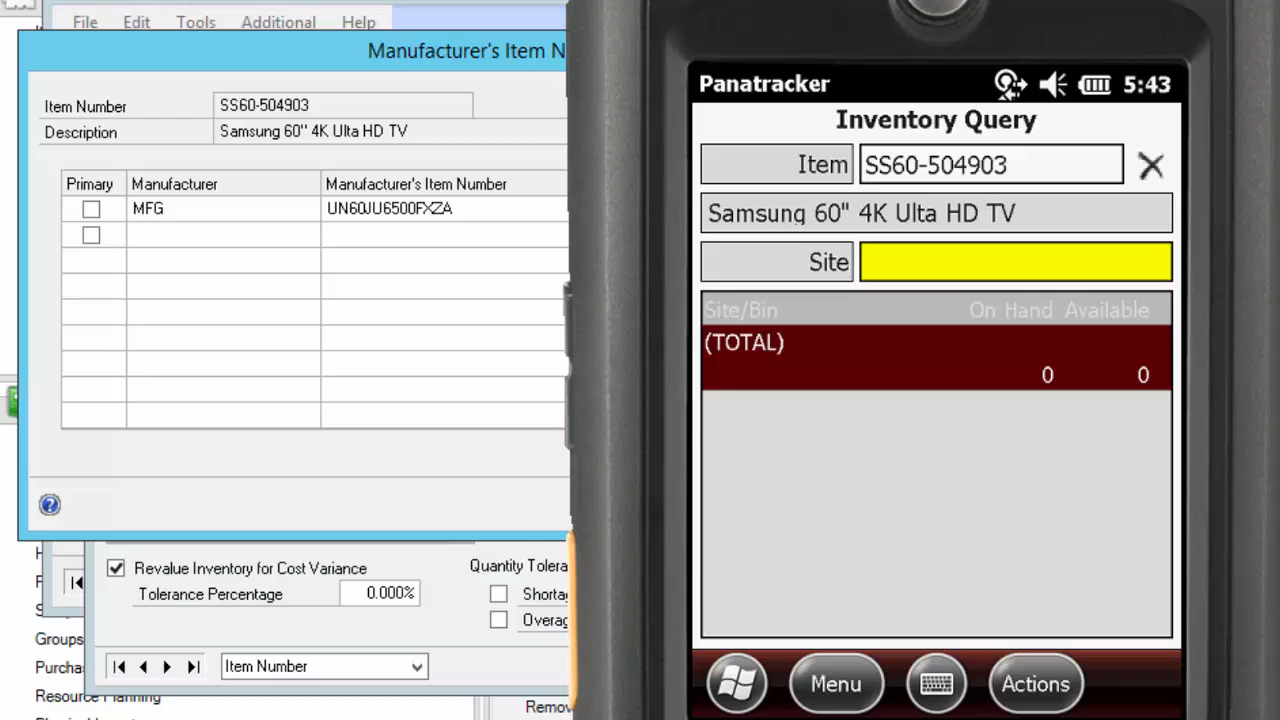 File Edit Tools Additional Help
Manufacturer's Item N
Item Number SS60-504903
Description Samsung 60" 4K Ulta HD TV
Primary Manufacturer Manufacturer's Item Number
MFG UN60JU6500FXZA
Revalue Inventory for Cost Variance
Tolerance Percentage 0.000%
Quantity Tolera
Shorta
Overag
Groups
Purcha
Item Number
Resource Planning
Remov
Panatracker 5:43
Inventory Query
Item SS60-504903
Samsung 60" 4K Ulta HD TV
Site
Site/Bin On Hand Available
(TOTAL)
0 0
Menu Actions